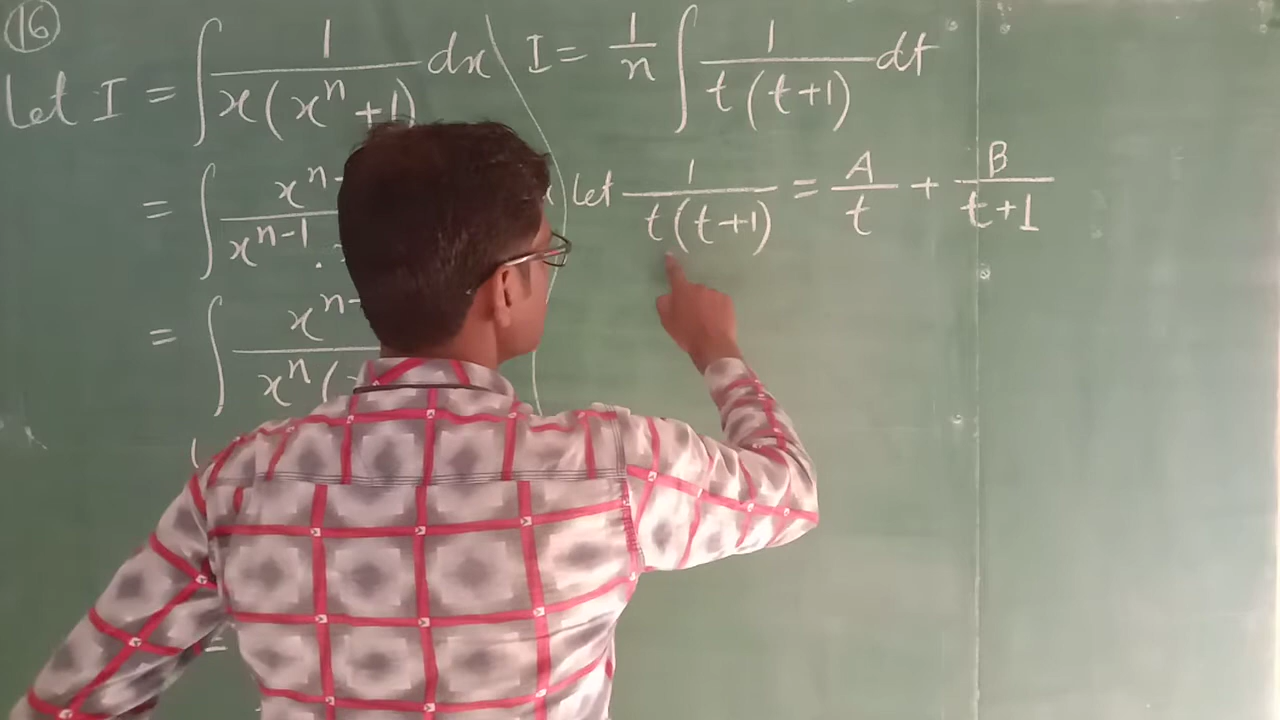 16
Let I = ∫ 1 / x(xⁿ+1) dx
= ∫ xⁿ⁻ / xⁿ⁻¹ .
= ∫ xⁿ⁻ / xⁿ(
=
I = 1/n ∫ 1 / t(t+1) dt
Let 1 / t(t+1) = A/t + B/t+1